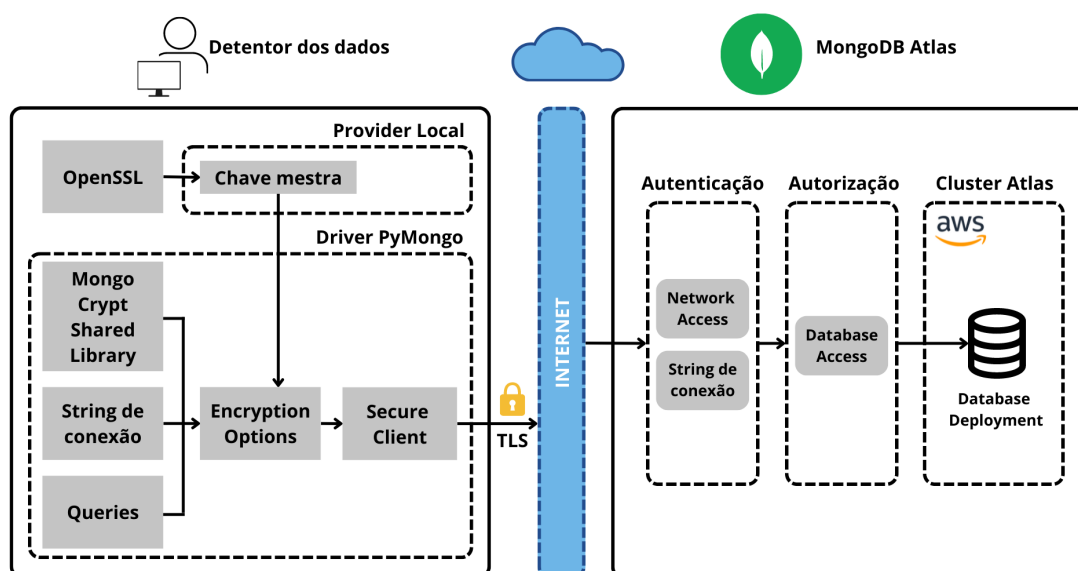 Detentor dos dados
MongoDB Atlas
Provider Local
OpenSSL
Chave mestra
Driver PyMongo
Mongo
Crypt
Shared
Library
String de
conexão
Queries
Encryption
Options
Secure
Client
TLS
INTERNET
Autenticação
Network
Access
String de
conexão
Autorização
Database
Access
Cluster Atlas
aws
Database
Deployment